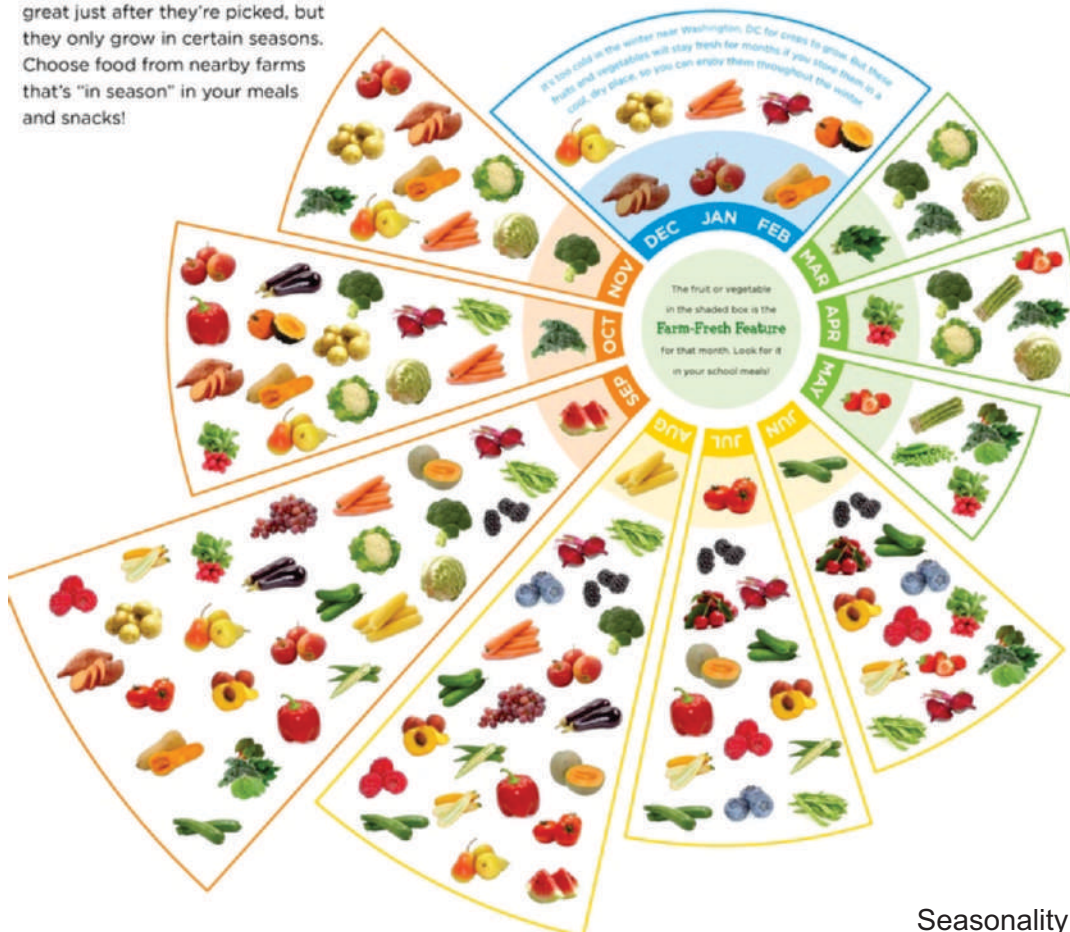 great just after they're picked, but
they only grow in certain seasons.
Choose food from nearby farms
that's "in season" in your meals
and snacks!
It's too cold in the winter near Washington, DC for crops to grow. But these
fruits and vegetables will stay fresh for months if you store them in a
cool, dry place, so you can enjoy them throughout the winter.
DEC
JAN
FEB
MAR
APR
MAY
JUN
JUL
AUG
SEP
OCT
NOV
The fruit or vegetable
in the shaded box is the
Farm-Fresh Feature
for that month. Look for it
in your school meals!
Seasonality